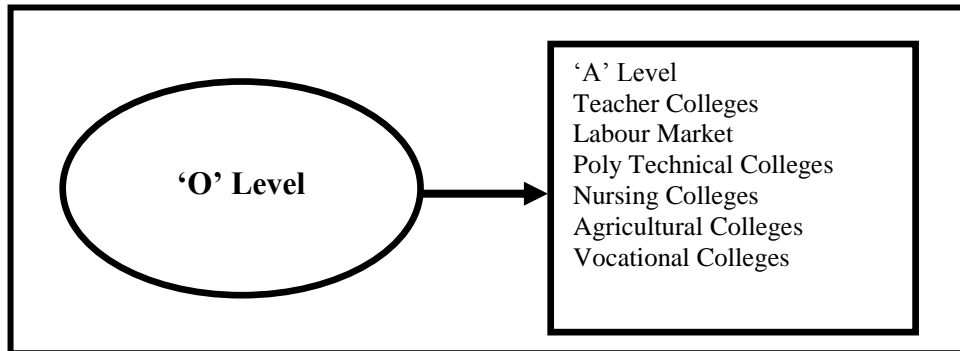 ‘O’ Level
‘A’ Level
Teacher Colleges
Labour Market
Poly Technical Colleges
Nursing Colleges
Agricultural Colleges
Vocational Colleges